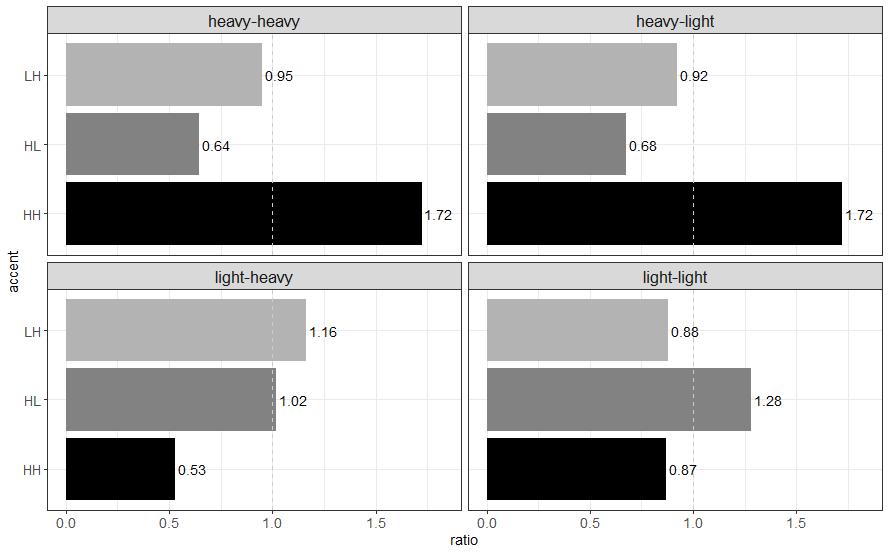 heavy-heavy
heavy-light
LH
0.95
0.92
HL
0.64
0.68
HH
1.72
1.72
accent
light-heavy
light-light
LH
1.16
0.88
HL
1.02
1.28
HH
0.53
0.87
0.0 0.5 1.0 1.5
0.0 0.5 1.0 1.5
ratio